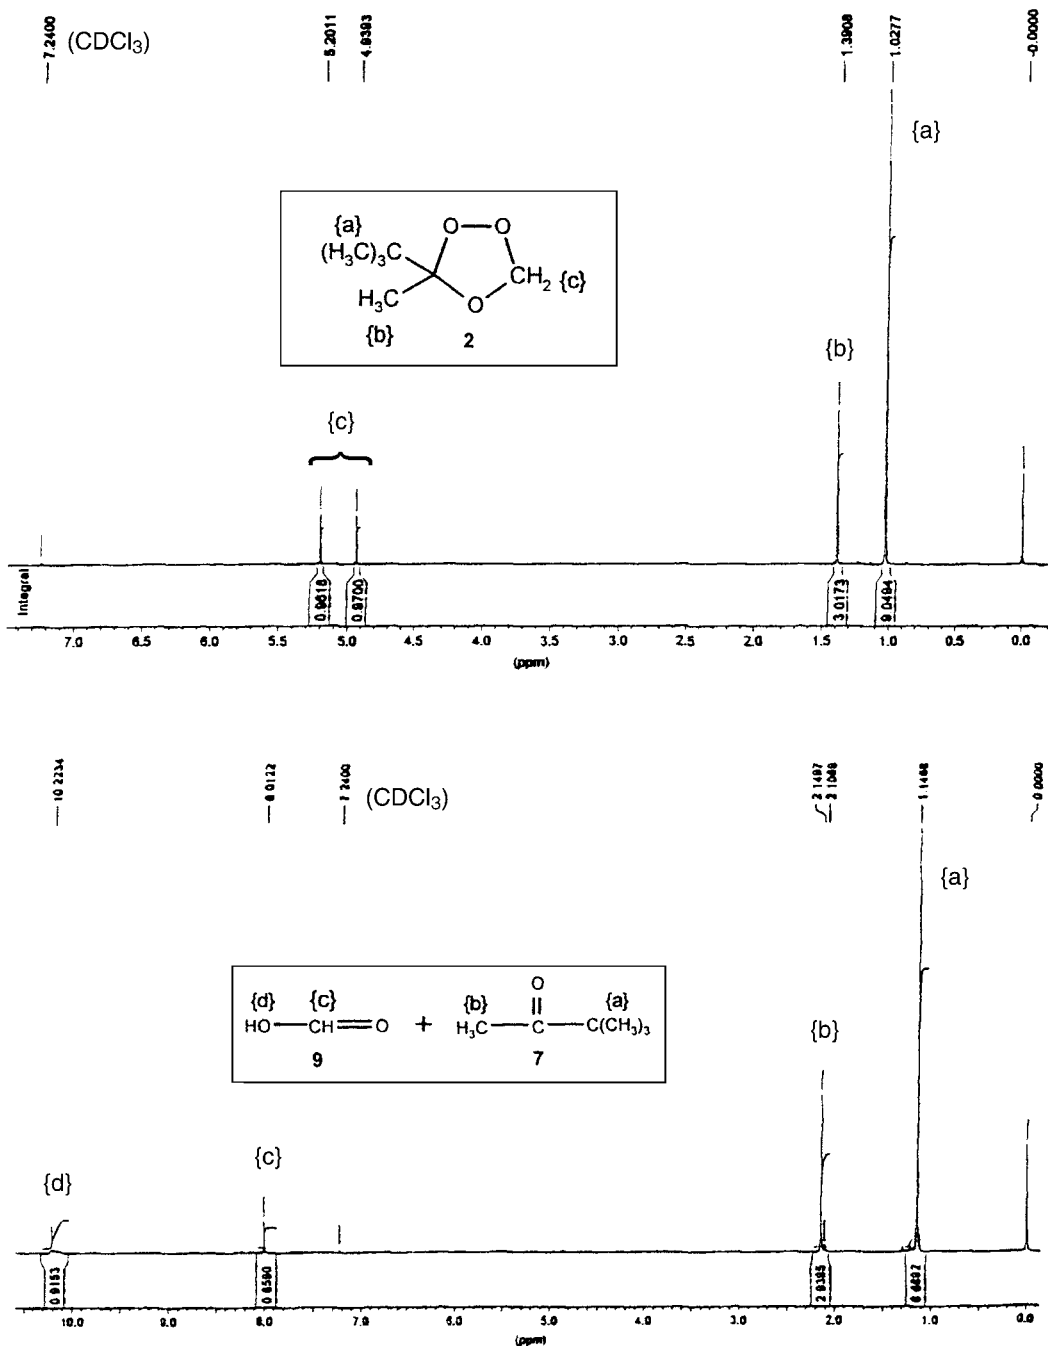 7.2400 (CDCl3)
5.2011
4.9393
1.3908
1.0277
-0.0000
{a}
{a}
(H3C)3C
O O
CH2 {c}
H3C
O
{b} 2
{b}
{c}
Integral
0.9618
0.9700
3.0173
9.0494
7.0 6.5 6.0 5.5 5.0 4.5 4.0 3.5 3.0 2.5 2.0 1.5 1.0 0.5 0.0
(ppm)
10.2234
8.0122
7.2400 (CDCl3)
2.1497
2.1088
1.1468
0.0000
{a}
O
{d} {c} {b} {a}
HO CH O + H3C C C(CH3)3
9 7
{b}
{c}
{d}
0.9153
0.8590
2.9395
10.0 9.0 8.0 7.0 6.0 5.0 4.0 3.0 2.0 1.0 0.0
(ppm)